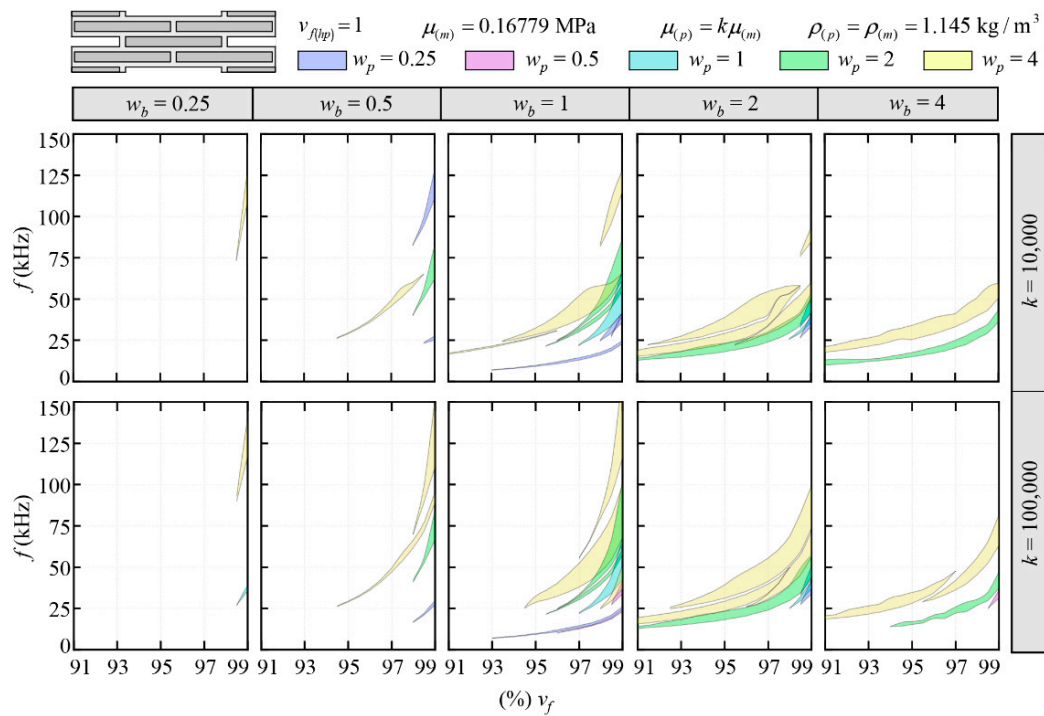 v_f(hp) = 1 μ_(m) = 0.16779 MPa μ_(p) = kμ_(m) ρ_(p) = ρ_(m) = 1.145 kg / m³
w_p = 0.25 w_p = 0.5 w_p = 1 w_p = 2 w_p = 4
w_b = 0.25 w_b = 0.5 w_b = 1 w_b = 2 w_b = 4
150
125
100
75
50
25
0
f (kHz)
k = 10,000
150
125
100
75
50
25
0
f (kHz)
k = 100,000
91 93 95 97 99 91 93 95 97 99 91 93 95 97 99 91 93 95 97 99 91 93 95 97 99
(%) v_f